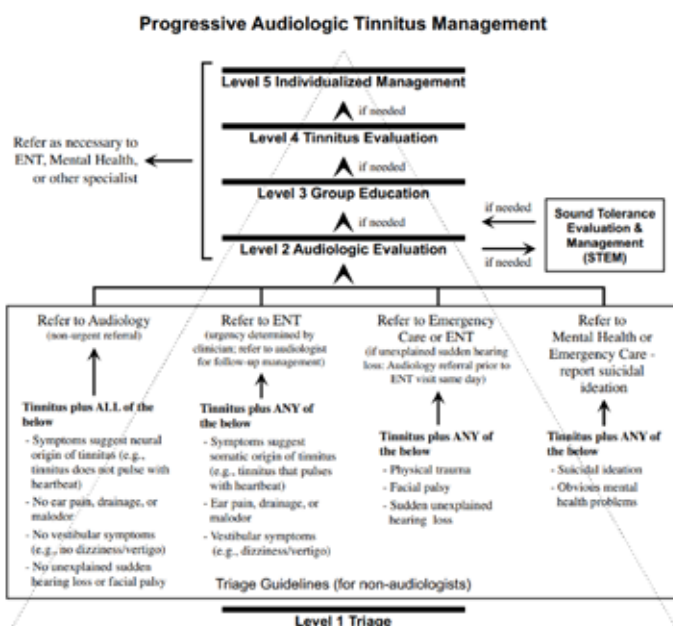 Progressive Audiologic Tinnitus Management
Level 5 Individualized Management
if needed
Level 4 Tinnitus Evaluation
if needed
Level 3 Group Education
if needed
Level 2 Audiologic Evaluation
Refer as necessary to
ENT, Mental Health,
or other specialist
if needed
if needed
Sound Tolerance
Evaluation &
Management
(STEM)
Refer to Audiology
(non-urgent referral)
Tinnitus plus ALL of the
below
- Symptoms suggest neural
origin of tinnitus (e.g.,
tinnitus does not pulse with
heartbeat)
- No ear pain, drainage, or
malodor
- No vestibular symptoms
(e.g., no dizziness/vertigo)
- No unexplained sudden
hearing loss or facial palsy
Refer to ENT
(urgency determined by
clinician; refer to audiologist
for follow-up management)
Tinnitus plus ANY of the
below
- Symptoms suggest
somatic origin of tinnitus
(e.g., tinnitus that pulses
with heartbeat)
- Ear pain, drainage, or
malodor
- Vestibular symptoms
(e.g., dizziness/vertigo)
Refer to Emergency
Care or ENT
(if unexplained sudden hearing
loss: Audiology referral prior to
ENT visit same day)
Tinnitus plus ANY of
the below
- Physical trauma
- Facial palsy
- Sudden unexplained
hearing loss
Refer to
Mental Health or
Emergency Care -
report suicidal
ideation
Tinnitus plus ANY of
the below
- Suicidal ideation
- Obvious mental
health problems
Triage Guidelines (for non-audiologists)
Level 1 Triage